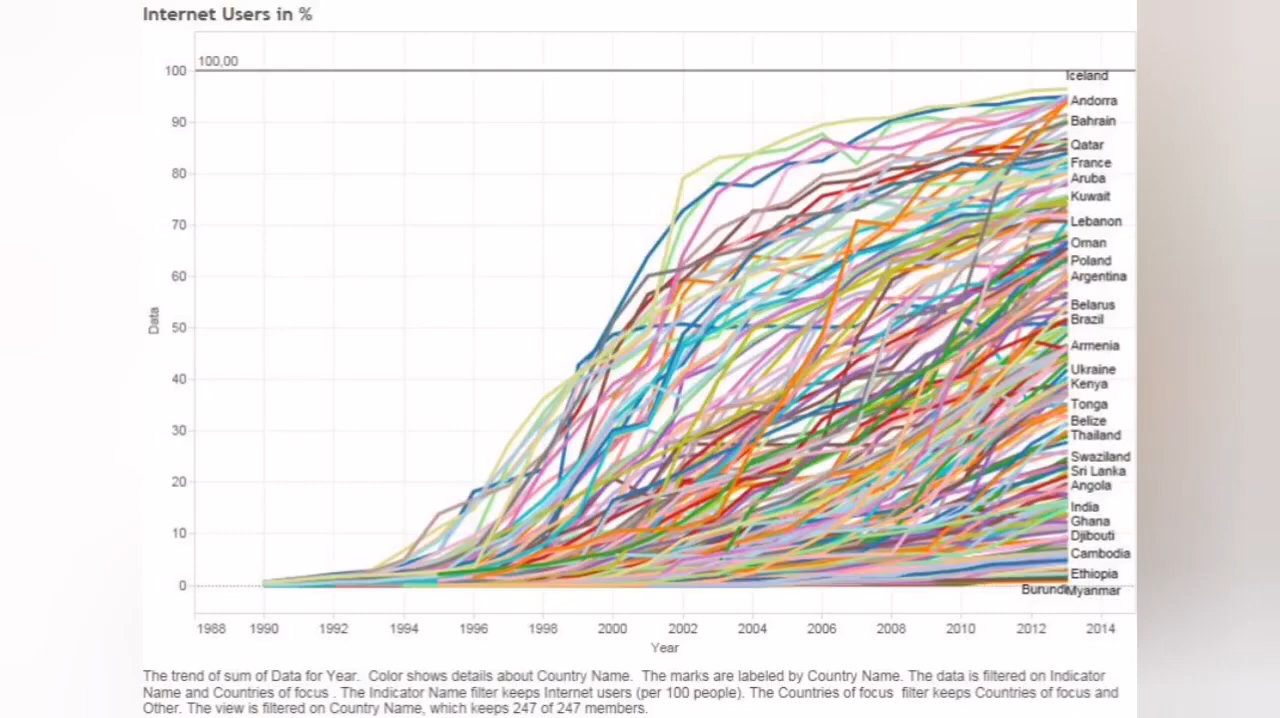 Internet Users in %
100,00
100
90
80
70
60
50
40
30
20
10
0
Data
Iceland
Andorra
Bahrain
Qatar
France
Aruba
Kuwait
Lebanon
Oman
Poland
Argentina
Belarus
Brazil
Armenia
Ukraine
Kenya
Tonga
Belize
Thailand
Swaziland
Sri Lanka
Angola
India
Ghana
Djibouti
Cambodia
Ethiopia
Burundi Myanmar
1988 1990 1992 1994 1996 1998 2000 2002 2004 2006 2008 2010 2012 2014
Year
The trend of sum of Data for Year. Color shows details about Country Name. The marks are labeled by Country Name. The data is filtered on Indicator
Name and Countries of focus . The Indicator Name filter keeps Internet users (per 100 people). The Countries of focus filter keeps Countries of focus and
Other. The view is filtered on Country Name, which keeps 247 of 247 members.